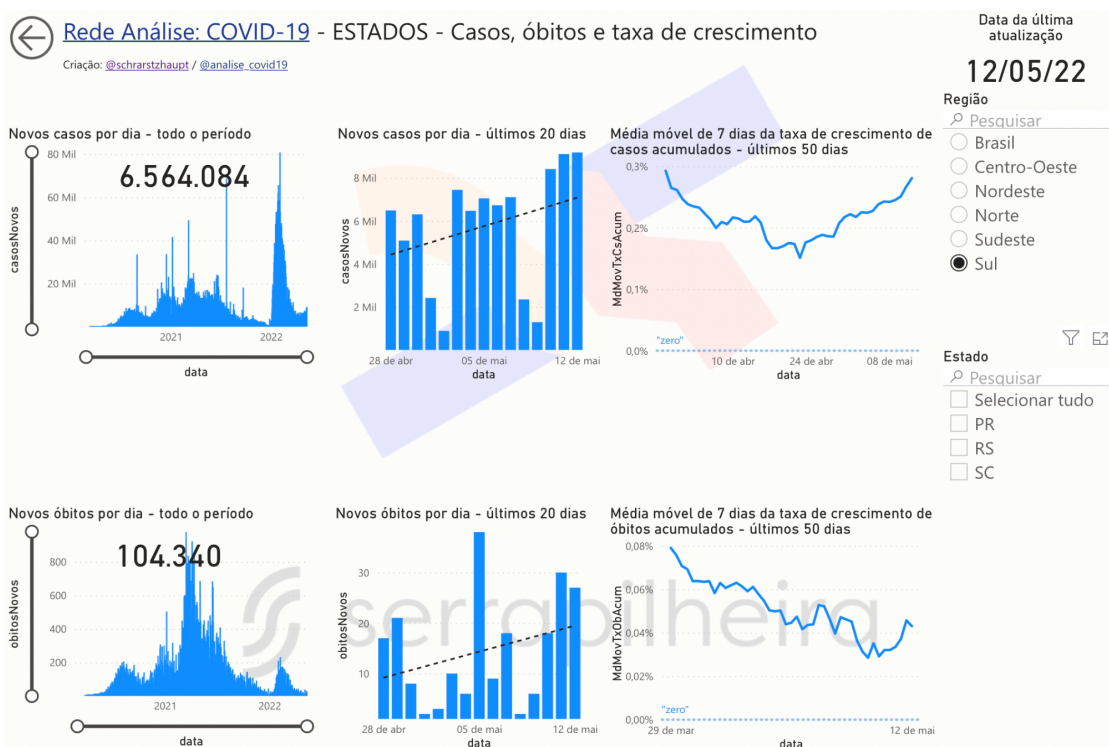 Rede Análise: COVID-19 - ESTADOS - Casos, óbitos e taxa de crescimento
Criação: @schrarstzhaupt / @analise_covid19
Data da última
atualização
12/05/22
Região
Pesquisar
Brasil
Centro-Oeste
Nordeste
Norte
Sudeste
Sul
Estado
Pesquisar
Selecionar tudo
PR
RS
SC
Novos casos por dia - todo o período
6.564.084
80 Mil
60 Mil
40 Mil
20 Mil
casosNovos
2021
2022
data
Novos casos por dia - últimos 20 dias
8 Mil
6 Mil
4 Mil
2 Mil
casosNovos
28 de abr
05 de mai
12 de mai
data
Média móvel de 7 dias da taxa de crescimento de
casos acumulados - últimos 50 dias
0,3%
0,2%
0,1%
0,0%
MdMovTxCsAcum
"zero"
10 de abr
24 de abr
08 de mai
data
Novos óbitos por dia - todo o período
104.340
800
600
400
200
obitosNovos
2021
2022
data
Novos óbitos por dia - últimos 20 dias
30
20
10
obitosNovos
28 de abr
05 de mai
12 de mai
data
Média móvel de 7 dias da taxa de crescimento de
óbitos acumulados - últimos 50 dias
0,08%
0,06%
0,04%
0,02%
0,00%
MdMovTxObAcum
"zero"
29 de mar
12 de mai
data
serrapilheira